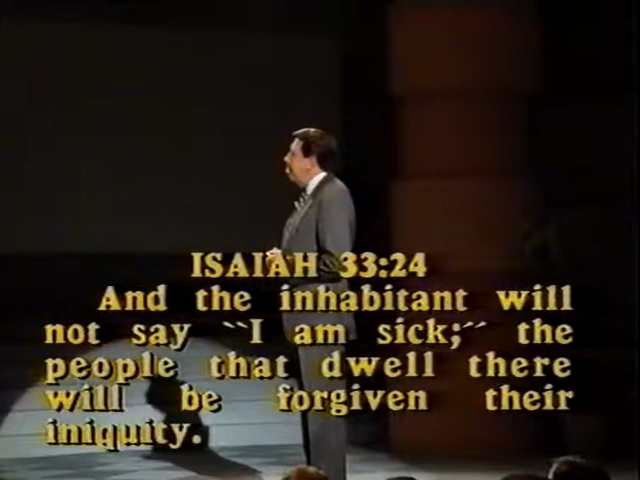 ISAIAH 33:24
And the inhabitant will
not say ``I am sick;´´ the
people that dwell there
will be forgiven their
iniquity.